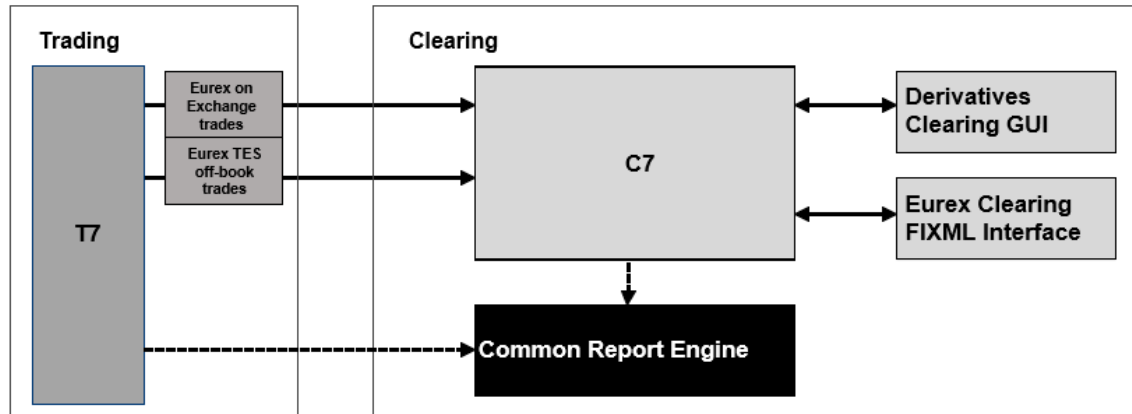 Trading
Clearing
Eurex on
Exchange
trades
Eurex TES
off-book
trades
T7
C7
Derivatives
Clearing GUI
Eurex Clearing
FIXML Interface
Common Report Engine